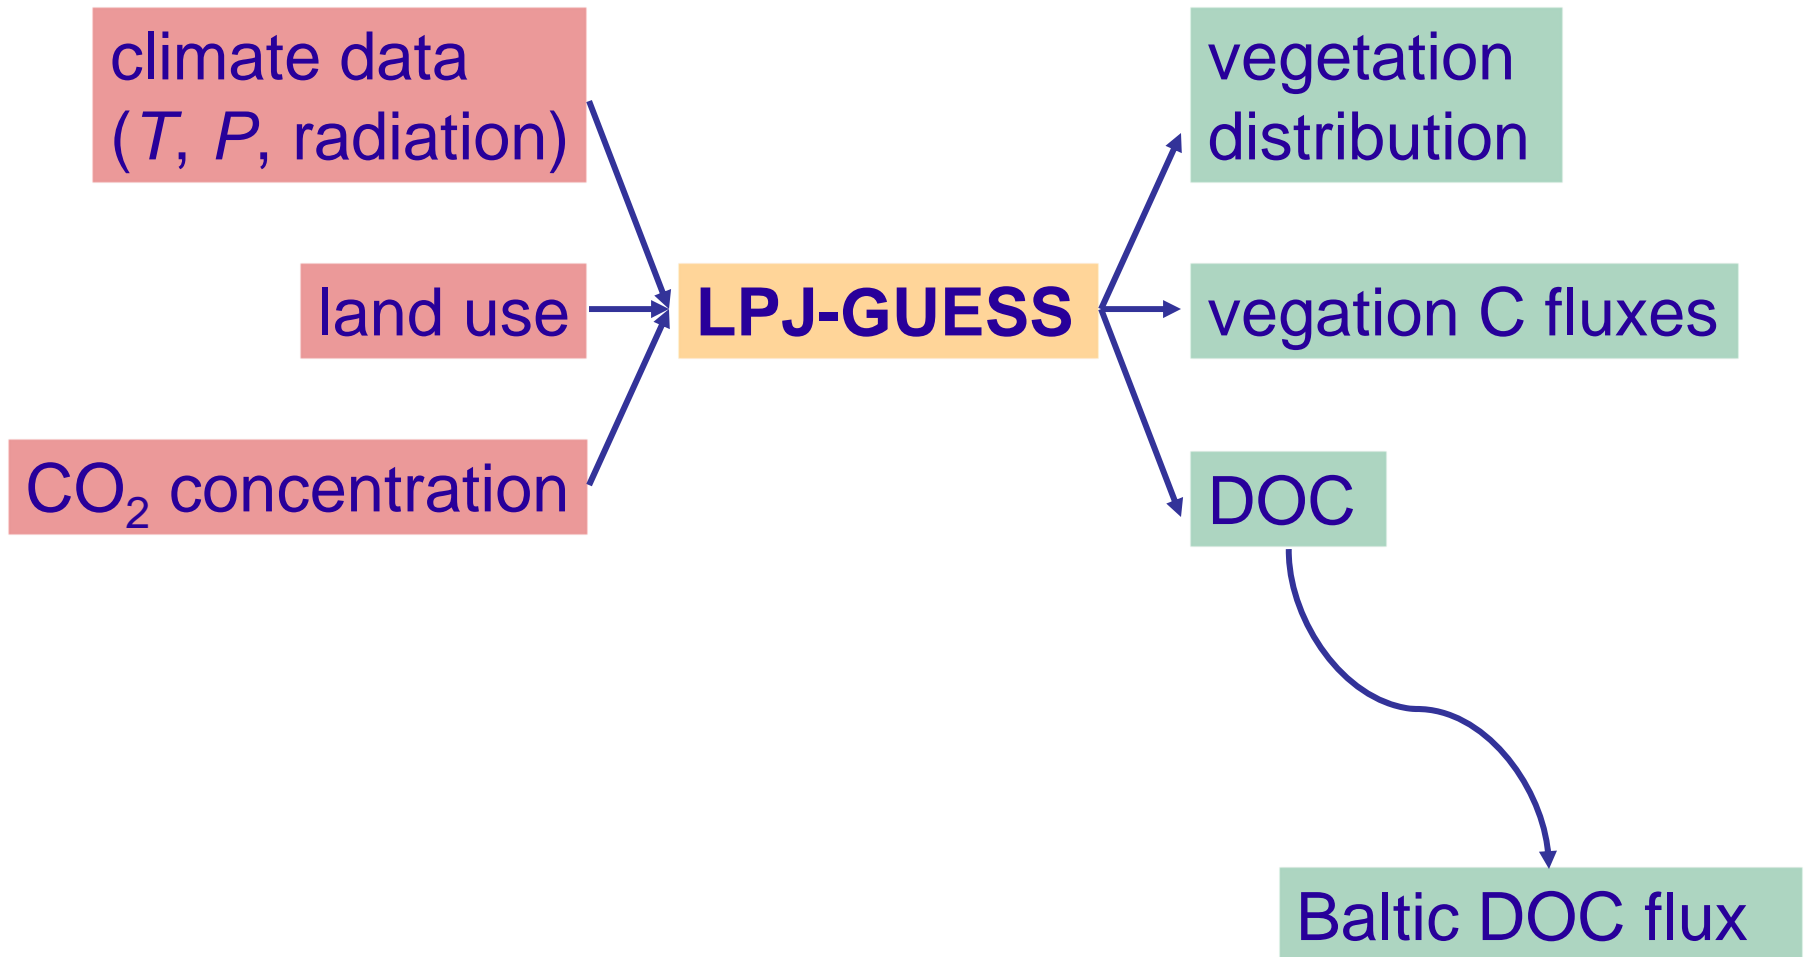 climate data
(T, P, radiation)
land use
CO₂ concentration
LPJ-GUESS
vegetation
distribution
vegation C fluxes
DOC
Baltic DOC flux